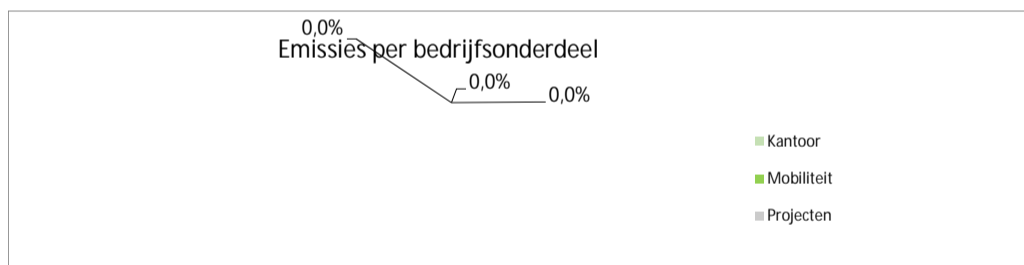 0,0%
Emissies per bedrijfsonderdeel
0,0%
0,0%
Kantoor
Mobiliteit
Projecten